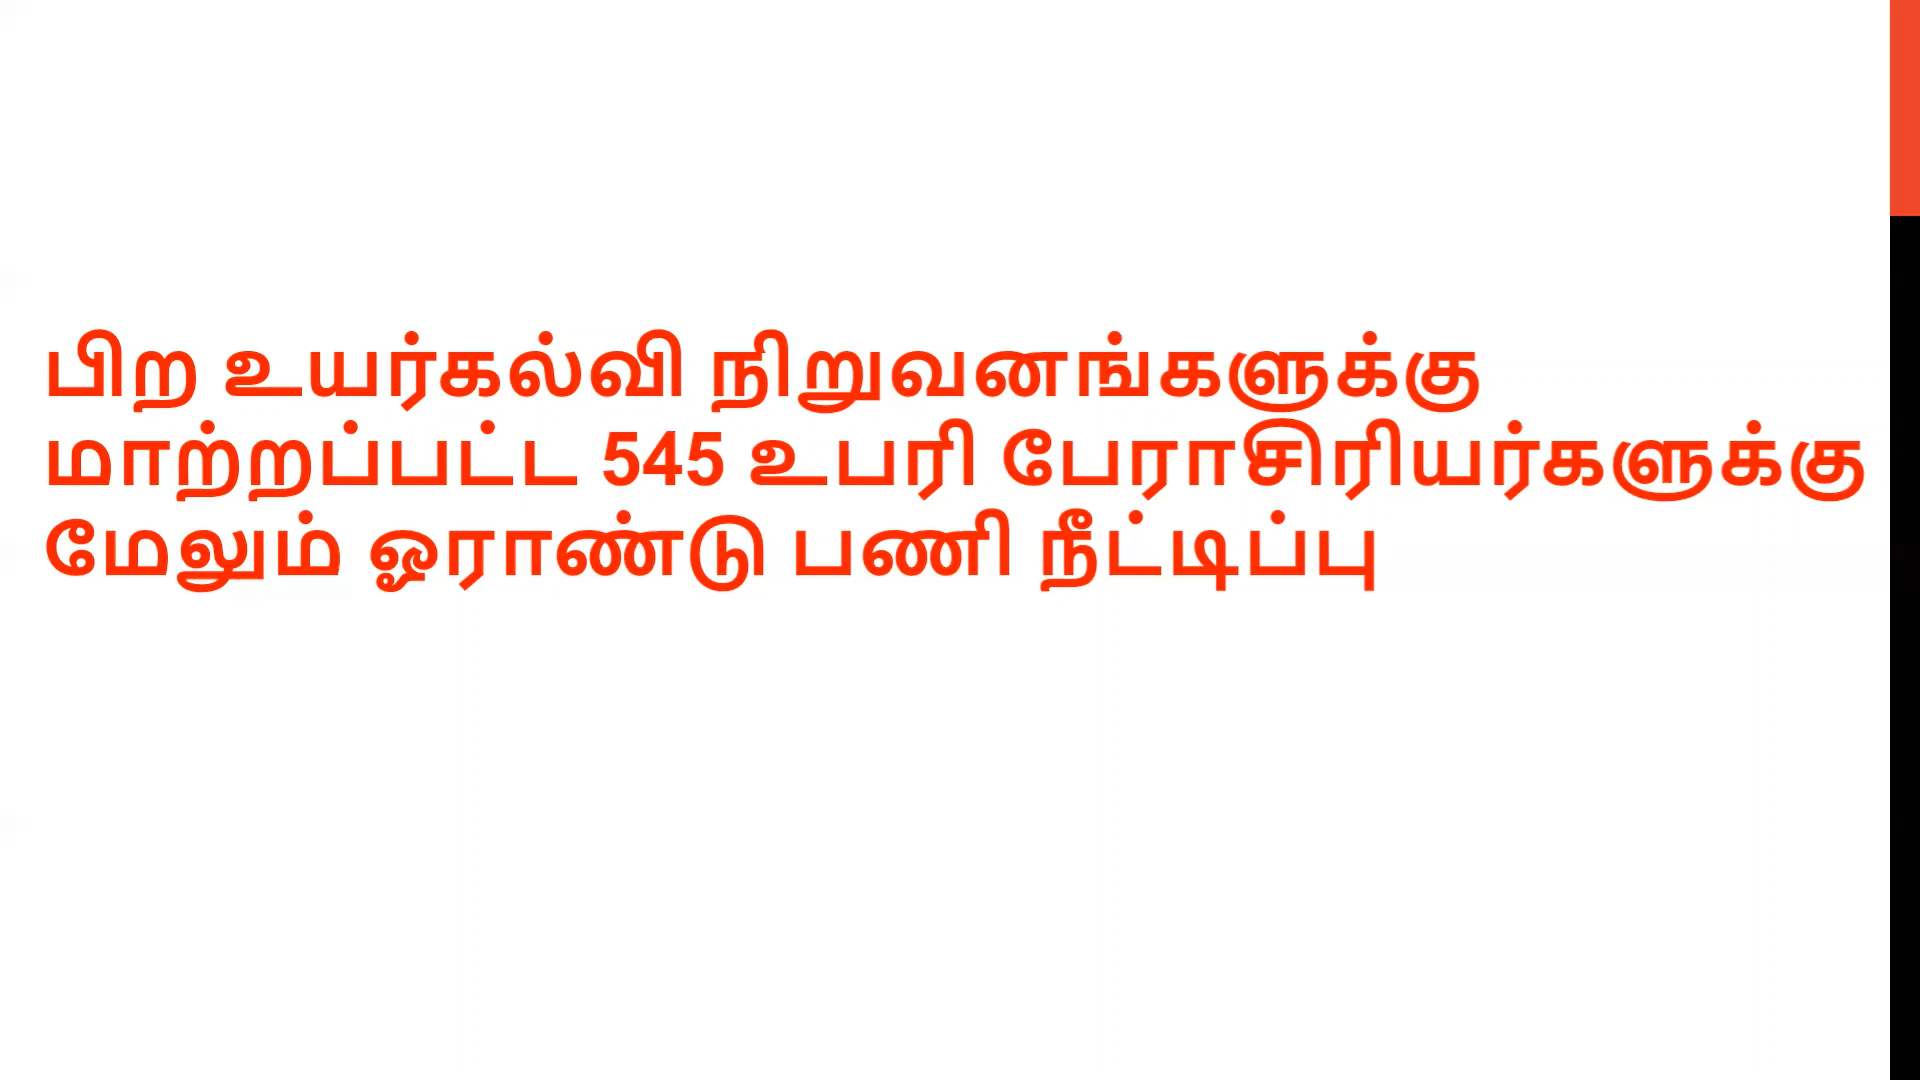 பிற உயர்கல்வி நிறுவனங்களுக்கு
மாற்றப்பட்ட 545 உபரி பேராசிரியர்களுக்கு
மேலும் ஓராண்டு பணி நீட்டிப்பு